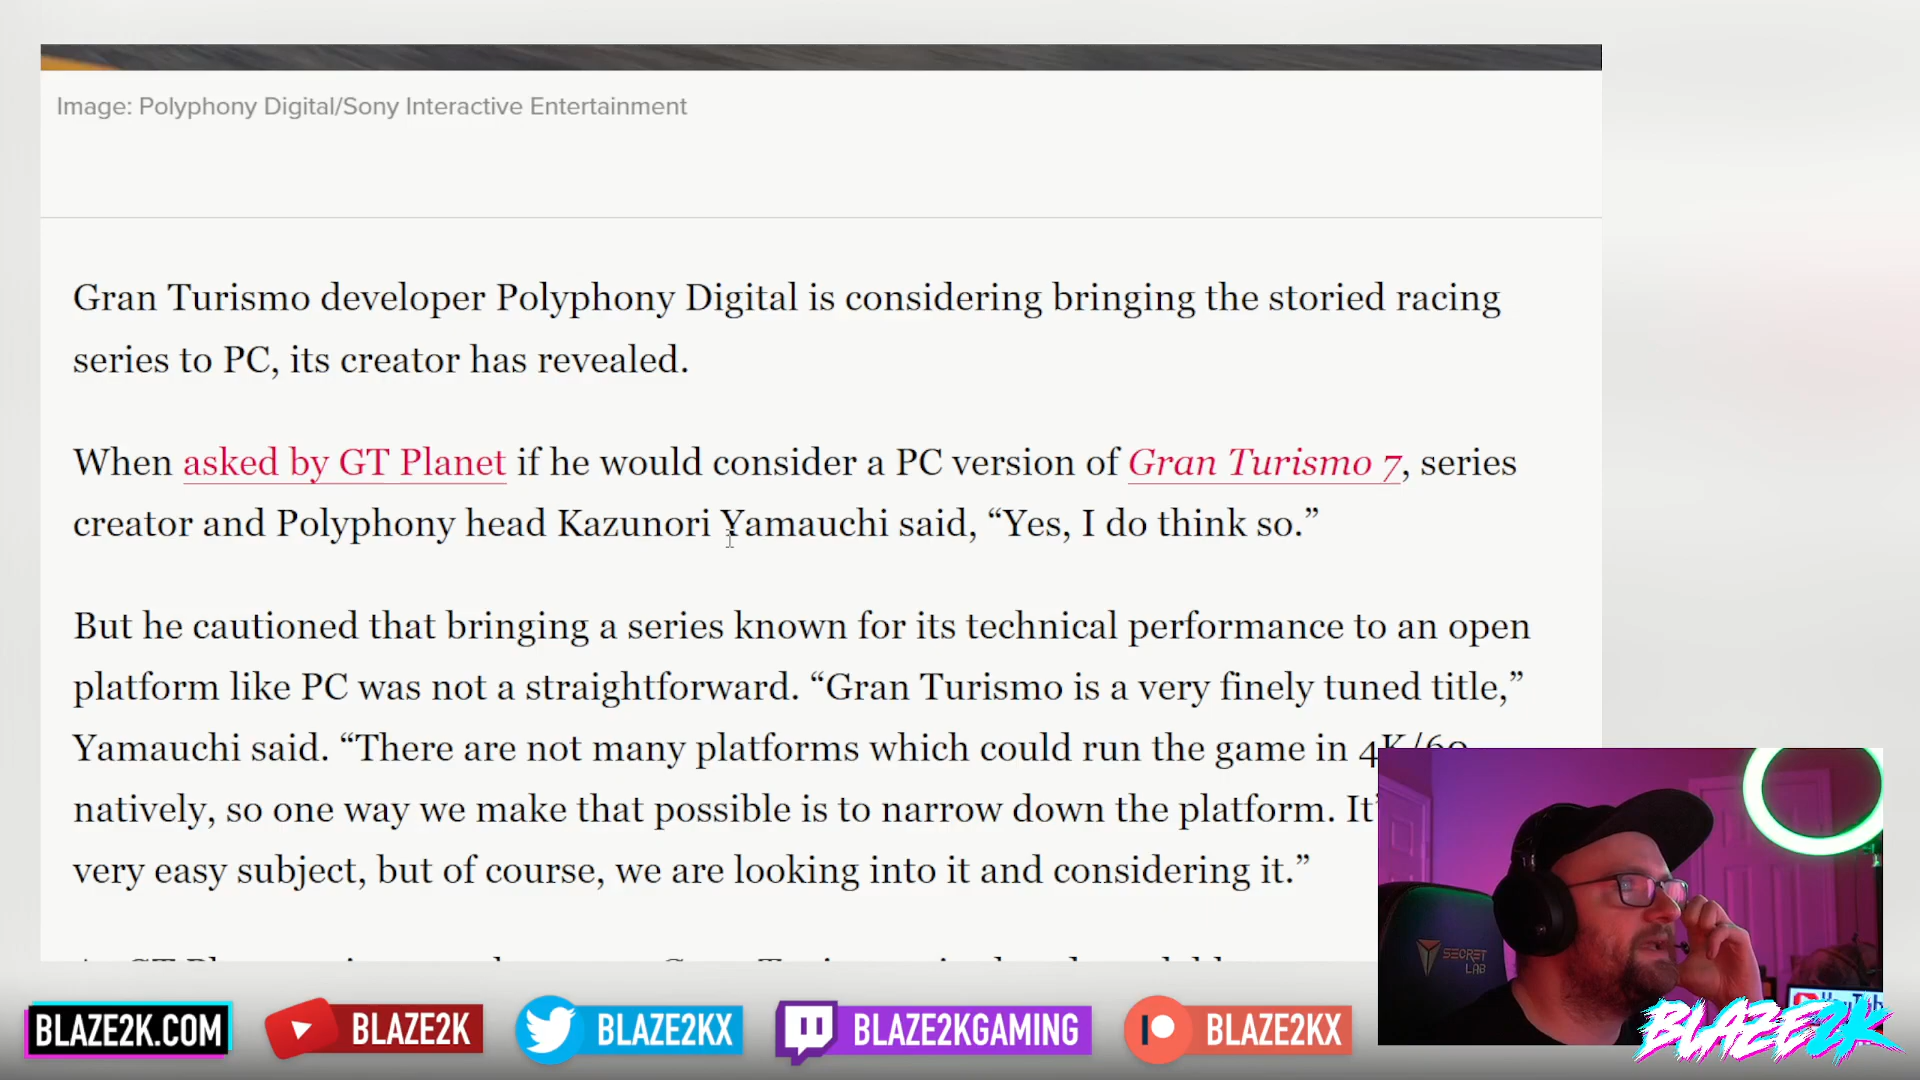 Image: Polyphony Digital/Sony Interactive Entertainment
Gran Turismo developer Polyphony Digital is considering bringing the storied racing
series to PC, its creator has revealed.
When asked by GT Planet if he would consider a PC version of Gran Turismo 7, series
creator and Polyphony head Kazunori Yamauchi said, “Yes, I do think so.”
But he cautioned that bringing a series known for its technical performance to an open
platform like PC was not a straightforward. “Gran Turismo is a very finely tuned title,”
Yamauchi said. “There are not many platforms which could run the game in 4K/60
natively, so one way we make that possible is to narrow down the platform.
very easy subject, but of course, we are looking into it and considering it.”
SECRET
LAB
BLAZE2K.COM
BLAZE2K
BLAZE2KX
BLAZE2KGAMING
BLAZE2KX
BLAZE2K